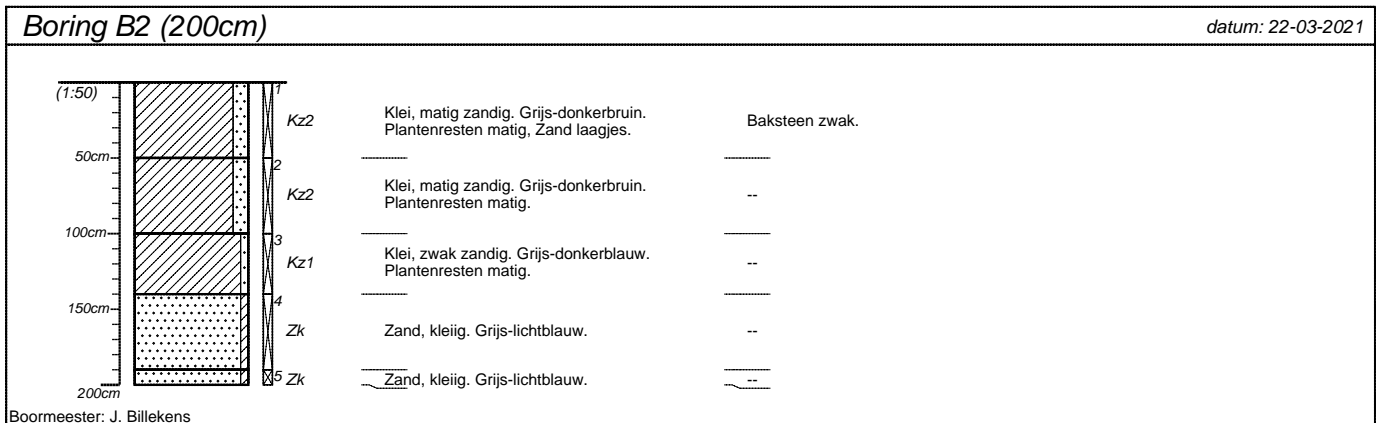 Boring B2 (200cm)
datum: 22-03-2021
(1:50)
1
Kz2
Klei, matig zandig. Grijs-donkerbruin.
Plantenresten matig, Zand laagjes.
Baksteen zwak.
50cm
2
Kz2
Klei, matig zandig. Grijs-donkerbruin.
Plantenresten matig.
--
100cm
3
Kz1
Klei, zwak zandig. Grijs-donkerblauw.
Plantenresten matig.
--
150cm
4
Zk
Zand, kleiig. Grijs-lichtblauw.
--
5
Zk
Zand, kleiig. Grijs-lichtblauw.
--
200cm
Boormeester: J. Billekens